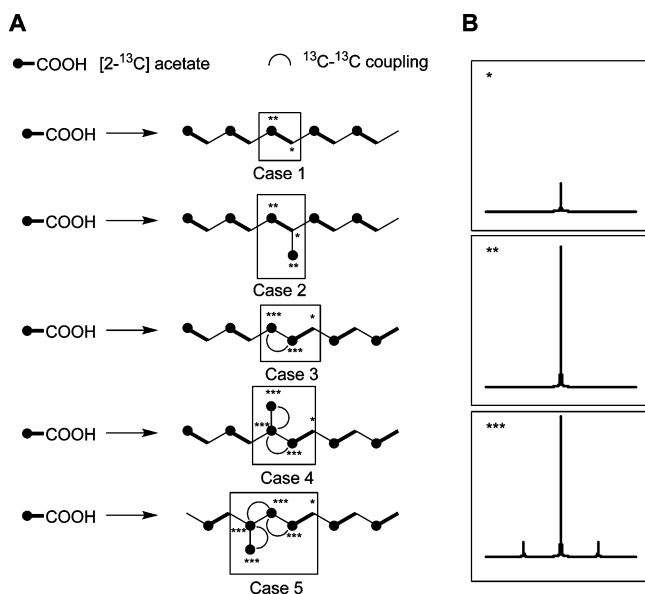 A
B
COOH [2-¹³C] acetate
¹³C-¹³C coupling
*
COOH
**
*
Case 1
COOH
**
*
**
Case 2
**
COOH
***
*
***
Case 3
***
COOH
***
*
***
Case 4
***
COOH
***
*
***
***
***
Case 5